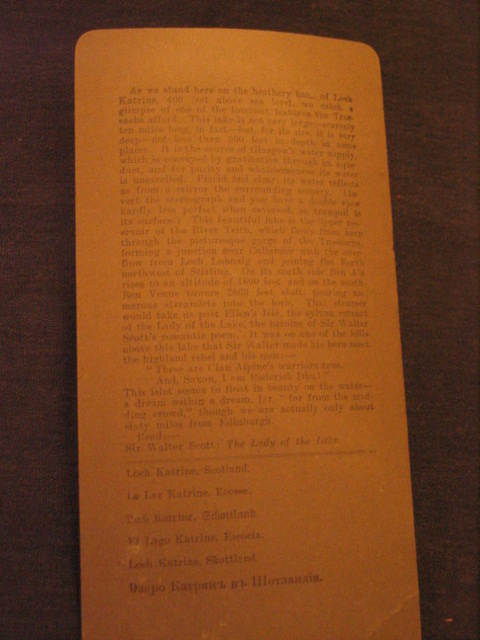 As we stand here on the heathery bank of Loch
Katrine, 400 feet above sea level, we catch a
glimpse of one of the loveliest features the Tros-
sachs afford. This lake is not very large—scarcely
ten miles long, in fact—but, for its size, it is very
deep—not less than 500 feet in depth in some
places. It is the source of Glasgow's water supply,
which is conveyed by gravitation through an aque-
duct, and for purity and wholesomeness its water
is unexcelled. Placid and clear, its water reflects
as from a mirror the surrounding scenery. (In-
vert the stereograph and you have a double view
hardly less perfect when reversed, so tranquil is
its surface.) This beautiful lake is the upper res-
ervoir of the River Teith, which flows from here
through the picturesque gorge of the Trossachs,
forming a junction near Callander with the over-
flow from Loch Lubnaig and joining the Forth
northwest of Stirling. On its north side Ben A'n
rises to an altitude of 1800 feet, and on the south
Ben Venue towers 2863 feet aloft, pouring nu-
merous streamlets into the loch. That steamer
would take us past Ellen's Isle, the sylvan retreat
of the Lady of the Lake, the heroine of Sir Walter
Scott's romantic poem. It was on one of the hills
above this lake that Sir Walter made his hero meet
the highland rebel and his men:—
"These are Clan Alpine's warriors true,
And, Saxon, I am Roderick Dhu!"
This islet seems to float in beauty on the water—
a dream within a dream, far, "far from the mad-
ding crowd," though we are actually only about
sixty miles from Edinburgh.
Read:—
Sir Walter Scott: The Lady of the lake.
Loch Katrine, Scotland.
Le Lac Katrine, Ecosse.
Loch Katrine, Schottland.
El Lago Katrine, Escocia.
Loch Katrine, Skottland.
Озеро Катринъ въ Шотландіи.